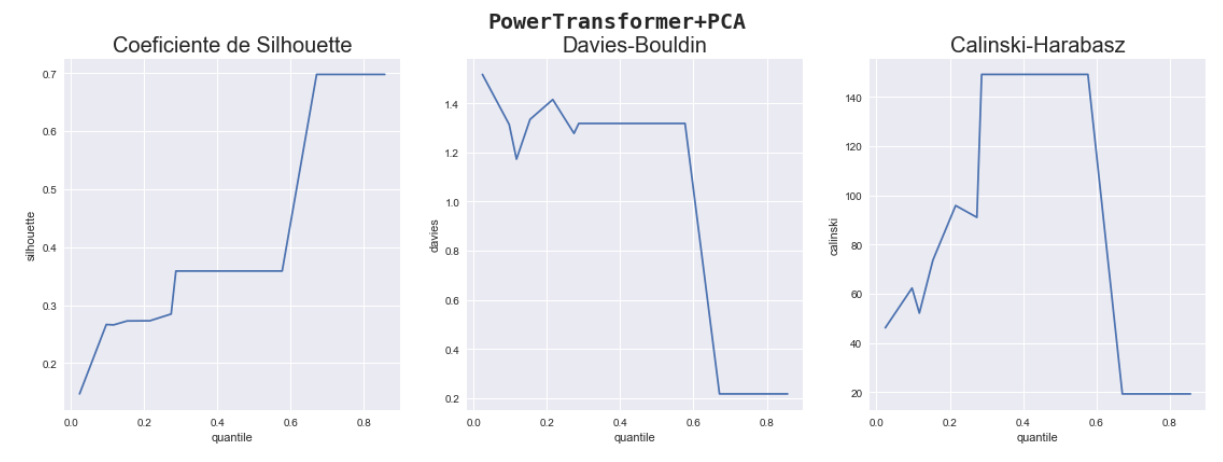 PowerTransformer+PCA
Coeficiente de Silhouette
0.7
0.6
0.5
0.4
0.3
0.2
silhouette
0.0 0.2 0.4 0.6 0.8
quantile
Davies-Bouldin
1.4
1.2
1.0
0.8
0.6
0.4
0.2
davies
0.0 0.2 0.4 0.6 0.8
quantile
Calinski-Harabasz
140
120
100
80
60
40
20
calinski
0.0 0.2 0.4 0.6 0.8
quantile